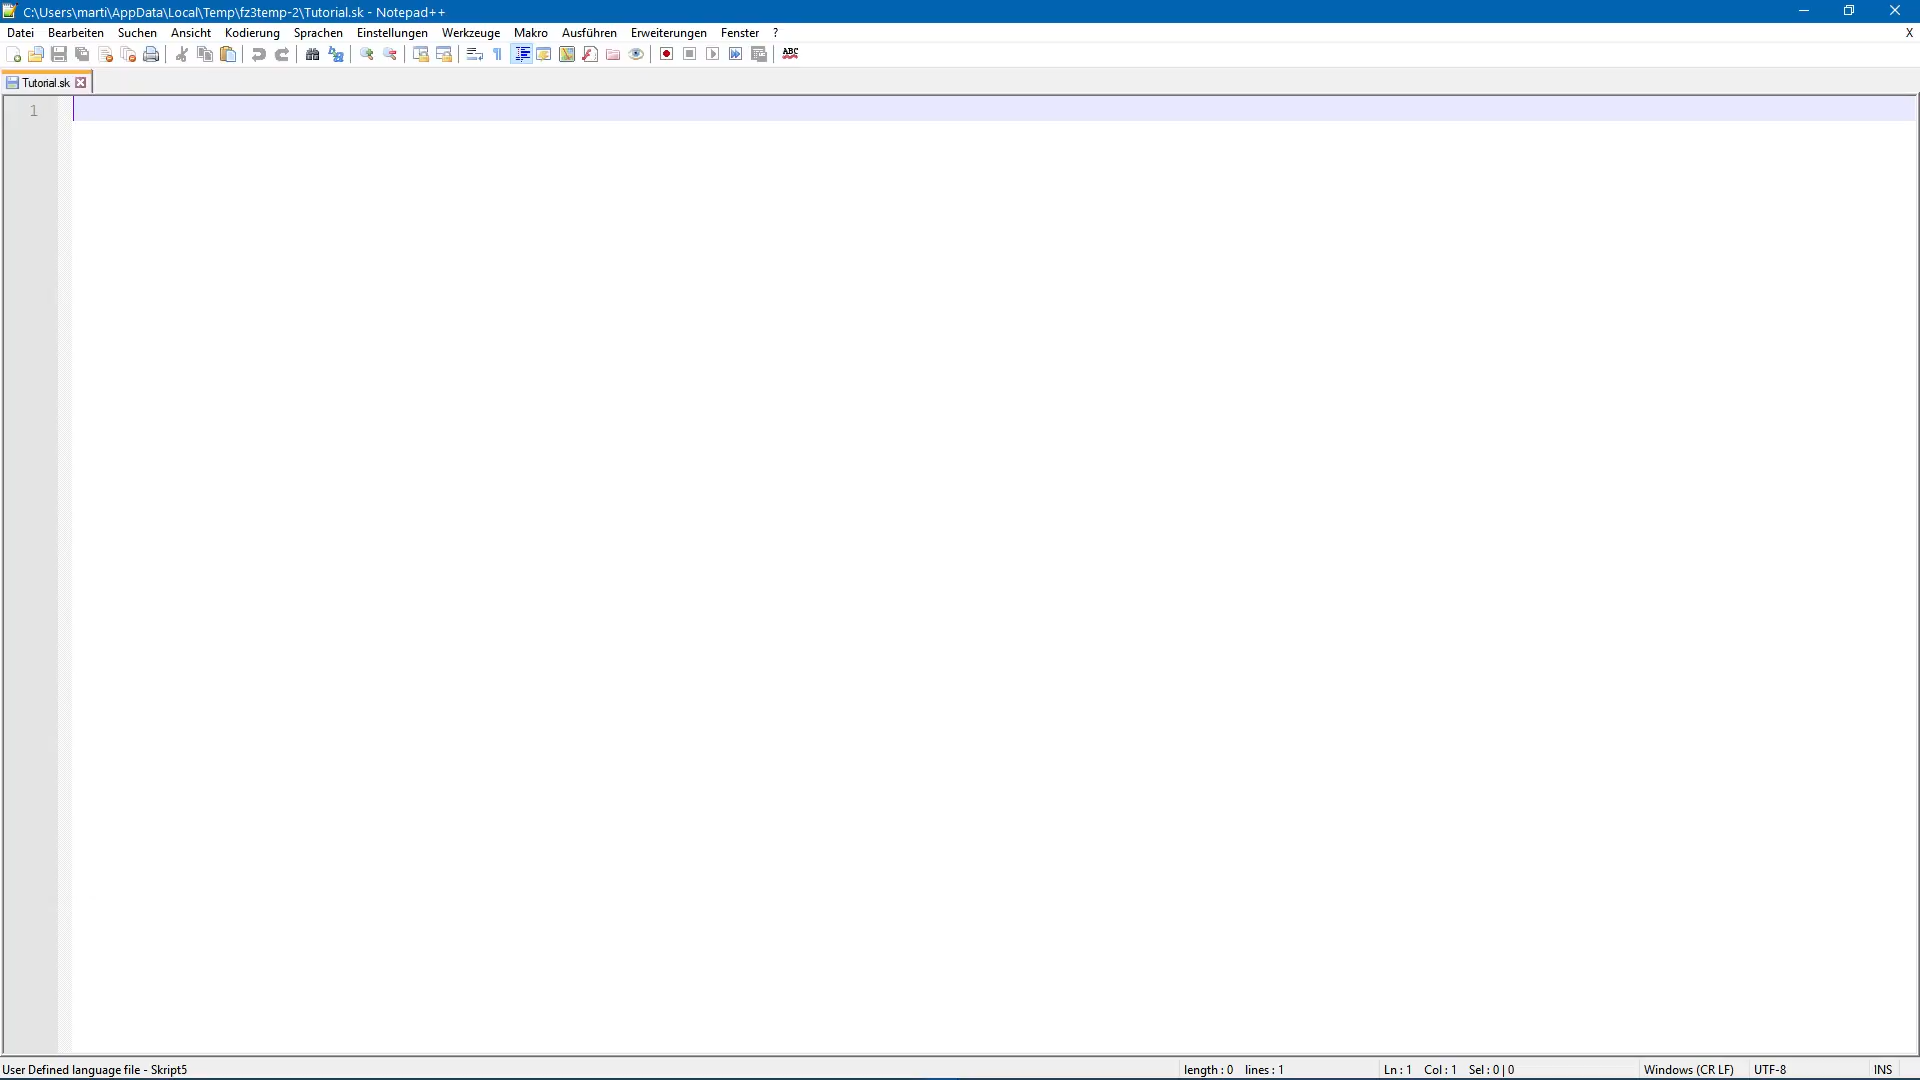 C:\Users\marti\AppData\Local\Temp\fz3temp-2\Tutorial.sk - Notepad++
Datei Bearbeiten Suchen Ansicht Kodierung Sprachen Einstellungen Werkzeuge Makro Ausführen Erweiterungen Fenster ? X
ABC
Tutorial.sk
1
User Defined language file - Skript5 length : 0 lines : 1 Ln : 1 Col : 1 Sel : 0 | 0 Windows (CR LF) UTF-8 INS